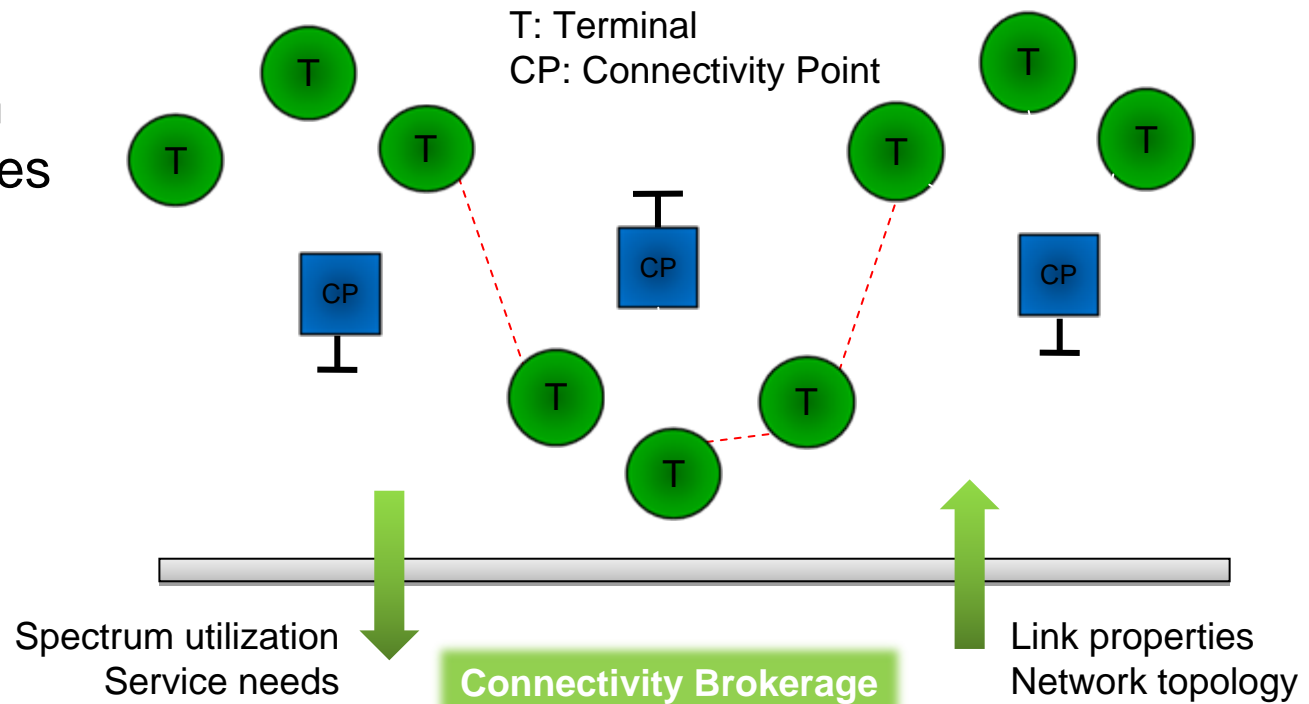 T: Terminal
CP: Connectivity Point
T
T
T
T
T
T
es
CP
CP
CP
T
T
T
Spectrum utilization
Service needs
Connectivity Brokerage
Link properties
Network topology